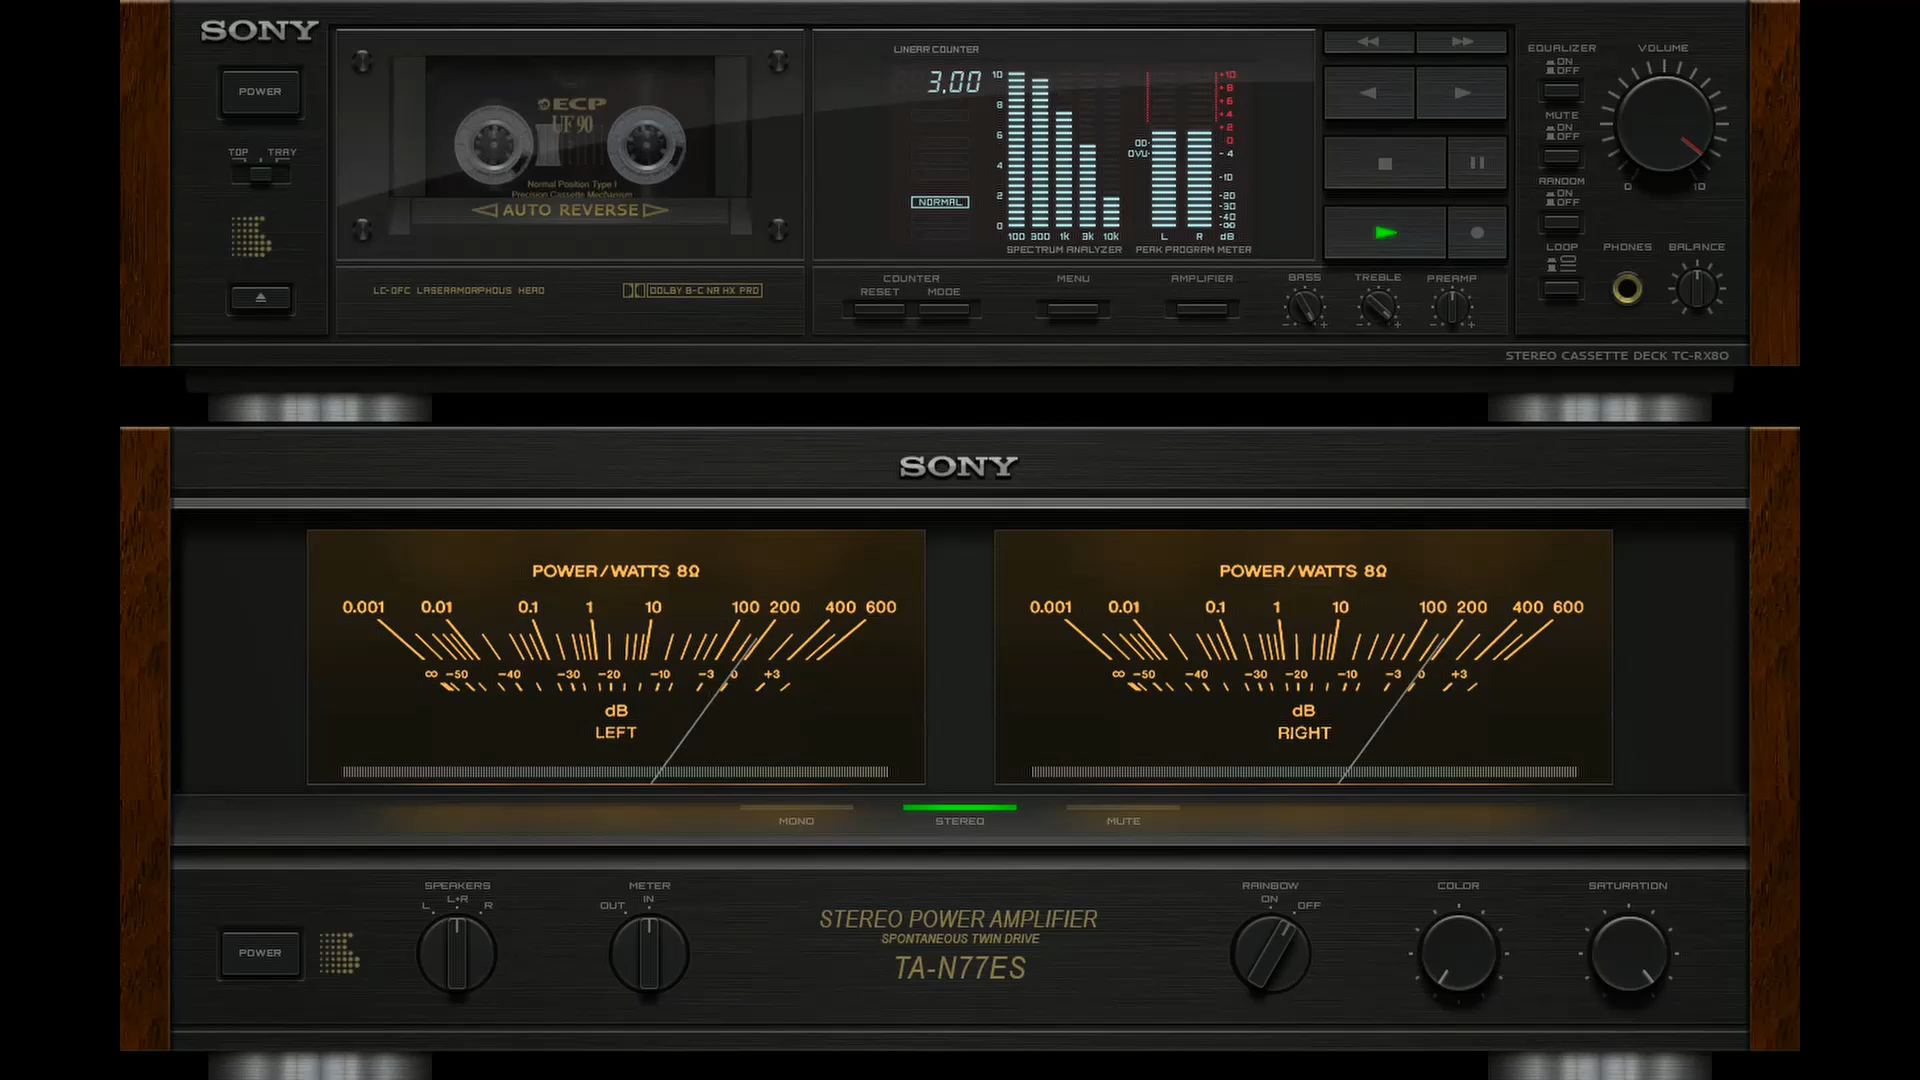 SONY
POWER
TOP TRAY
ECP
UF 90
Normal Position Type I
Precision Cassette Mechanism
AUTO REVERSE
LC-OFC LASERAMORPHOUS HEAD
DOLBY B-C NR HX PRO
LINEAR COUNTER
3.00
NORMAL
10
8
6
4
2
0
100 300 1k 3k 10k
SPECTRUM ANALYZER
OD
OVU
+10
+8
+6
+4
+2
0
-4
-10
-20
-30
-40
-∞
L R dB
PEAK PROGRAM METER
COUNTER
RESET MODE
MENU
AMPLIFIER
BASS
- +
TREBLE
- +
PREAMP
- +
EQUALIZER
ON
OFF
MUTE
ON
OFF
RANDOM
ON
OFF
LOOP
VOLUME
0 10
PHONES
BALANCE
STEREO CASSETTE DECK TC-RX80
SONY
POWER/WATTS 8Ω
0.001 0.01 0.1 1 10 100 200 400 600
∞ -50 -40 -30 -20 -10 -3 0 +3
dB
LEFT
POWER/WATTS 8Ω
0.001 0.01 0.1 1 10 100 200 400 600
∞ -50 -40 -30 -20 -10 -3 0 +3
dB
RIGHT
MONO
STEREO
MUTE
POWER
SPEAKERS
L L+R R
METER
OUT IN
STEREO POWER AMPLIFIER
SPONTANEOUS TWIN DRIVE
TA-N77ES
RAINBOW
ON OFF
COLOR
SATURATION